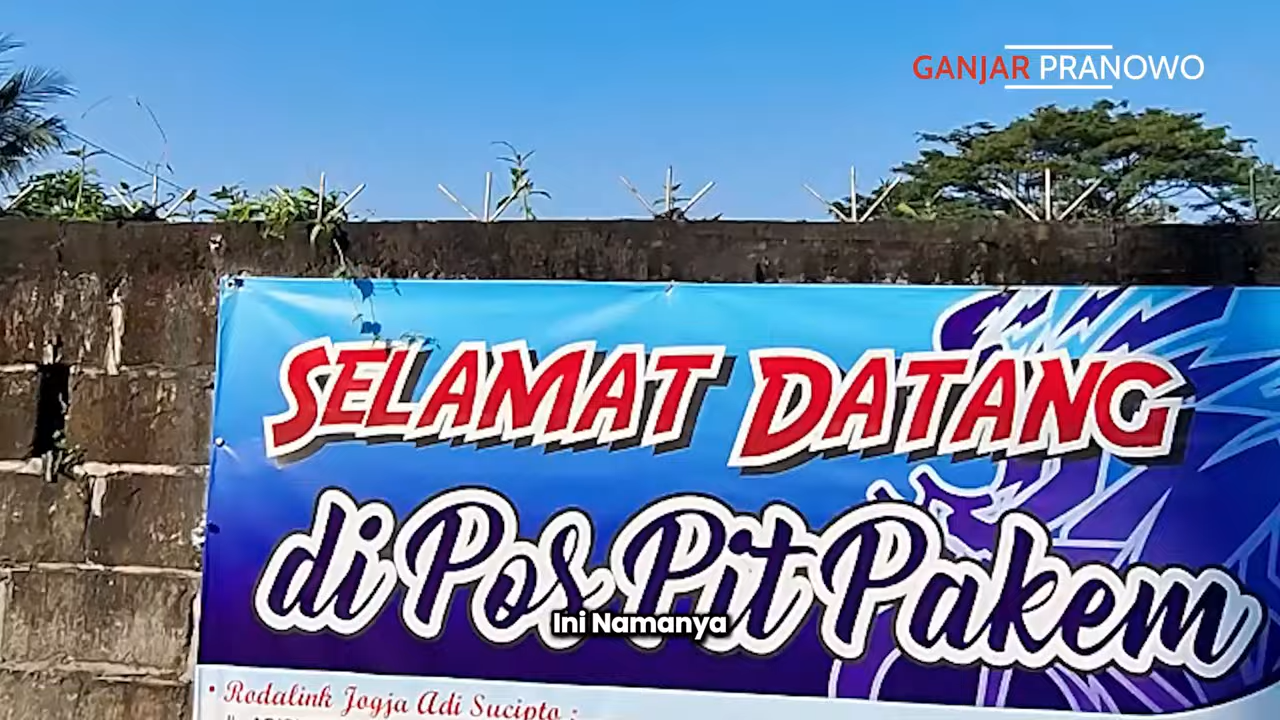 GANJAR PRANOWO
SELAMAT DATANG
di Pos Pit Pakem
Ini Namanya
• Rodalink Jogja Adi Sucipto :